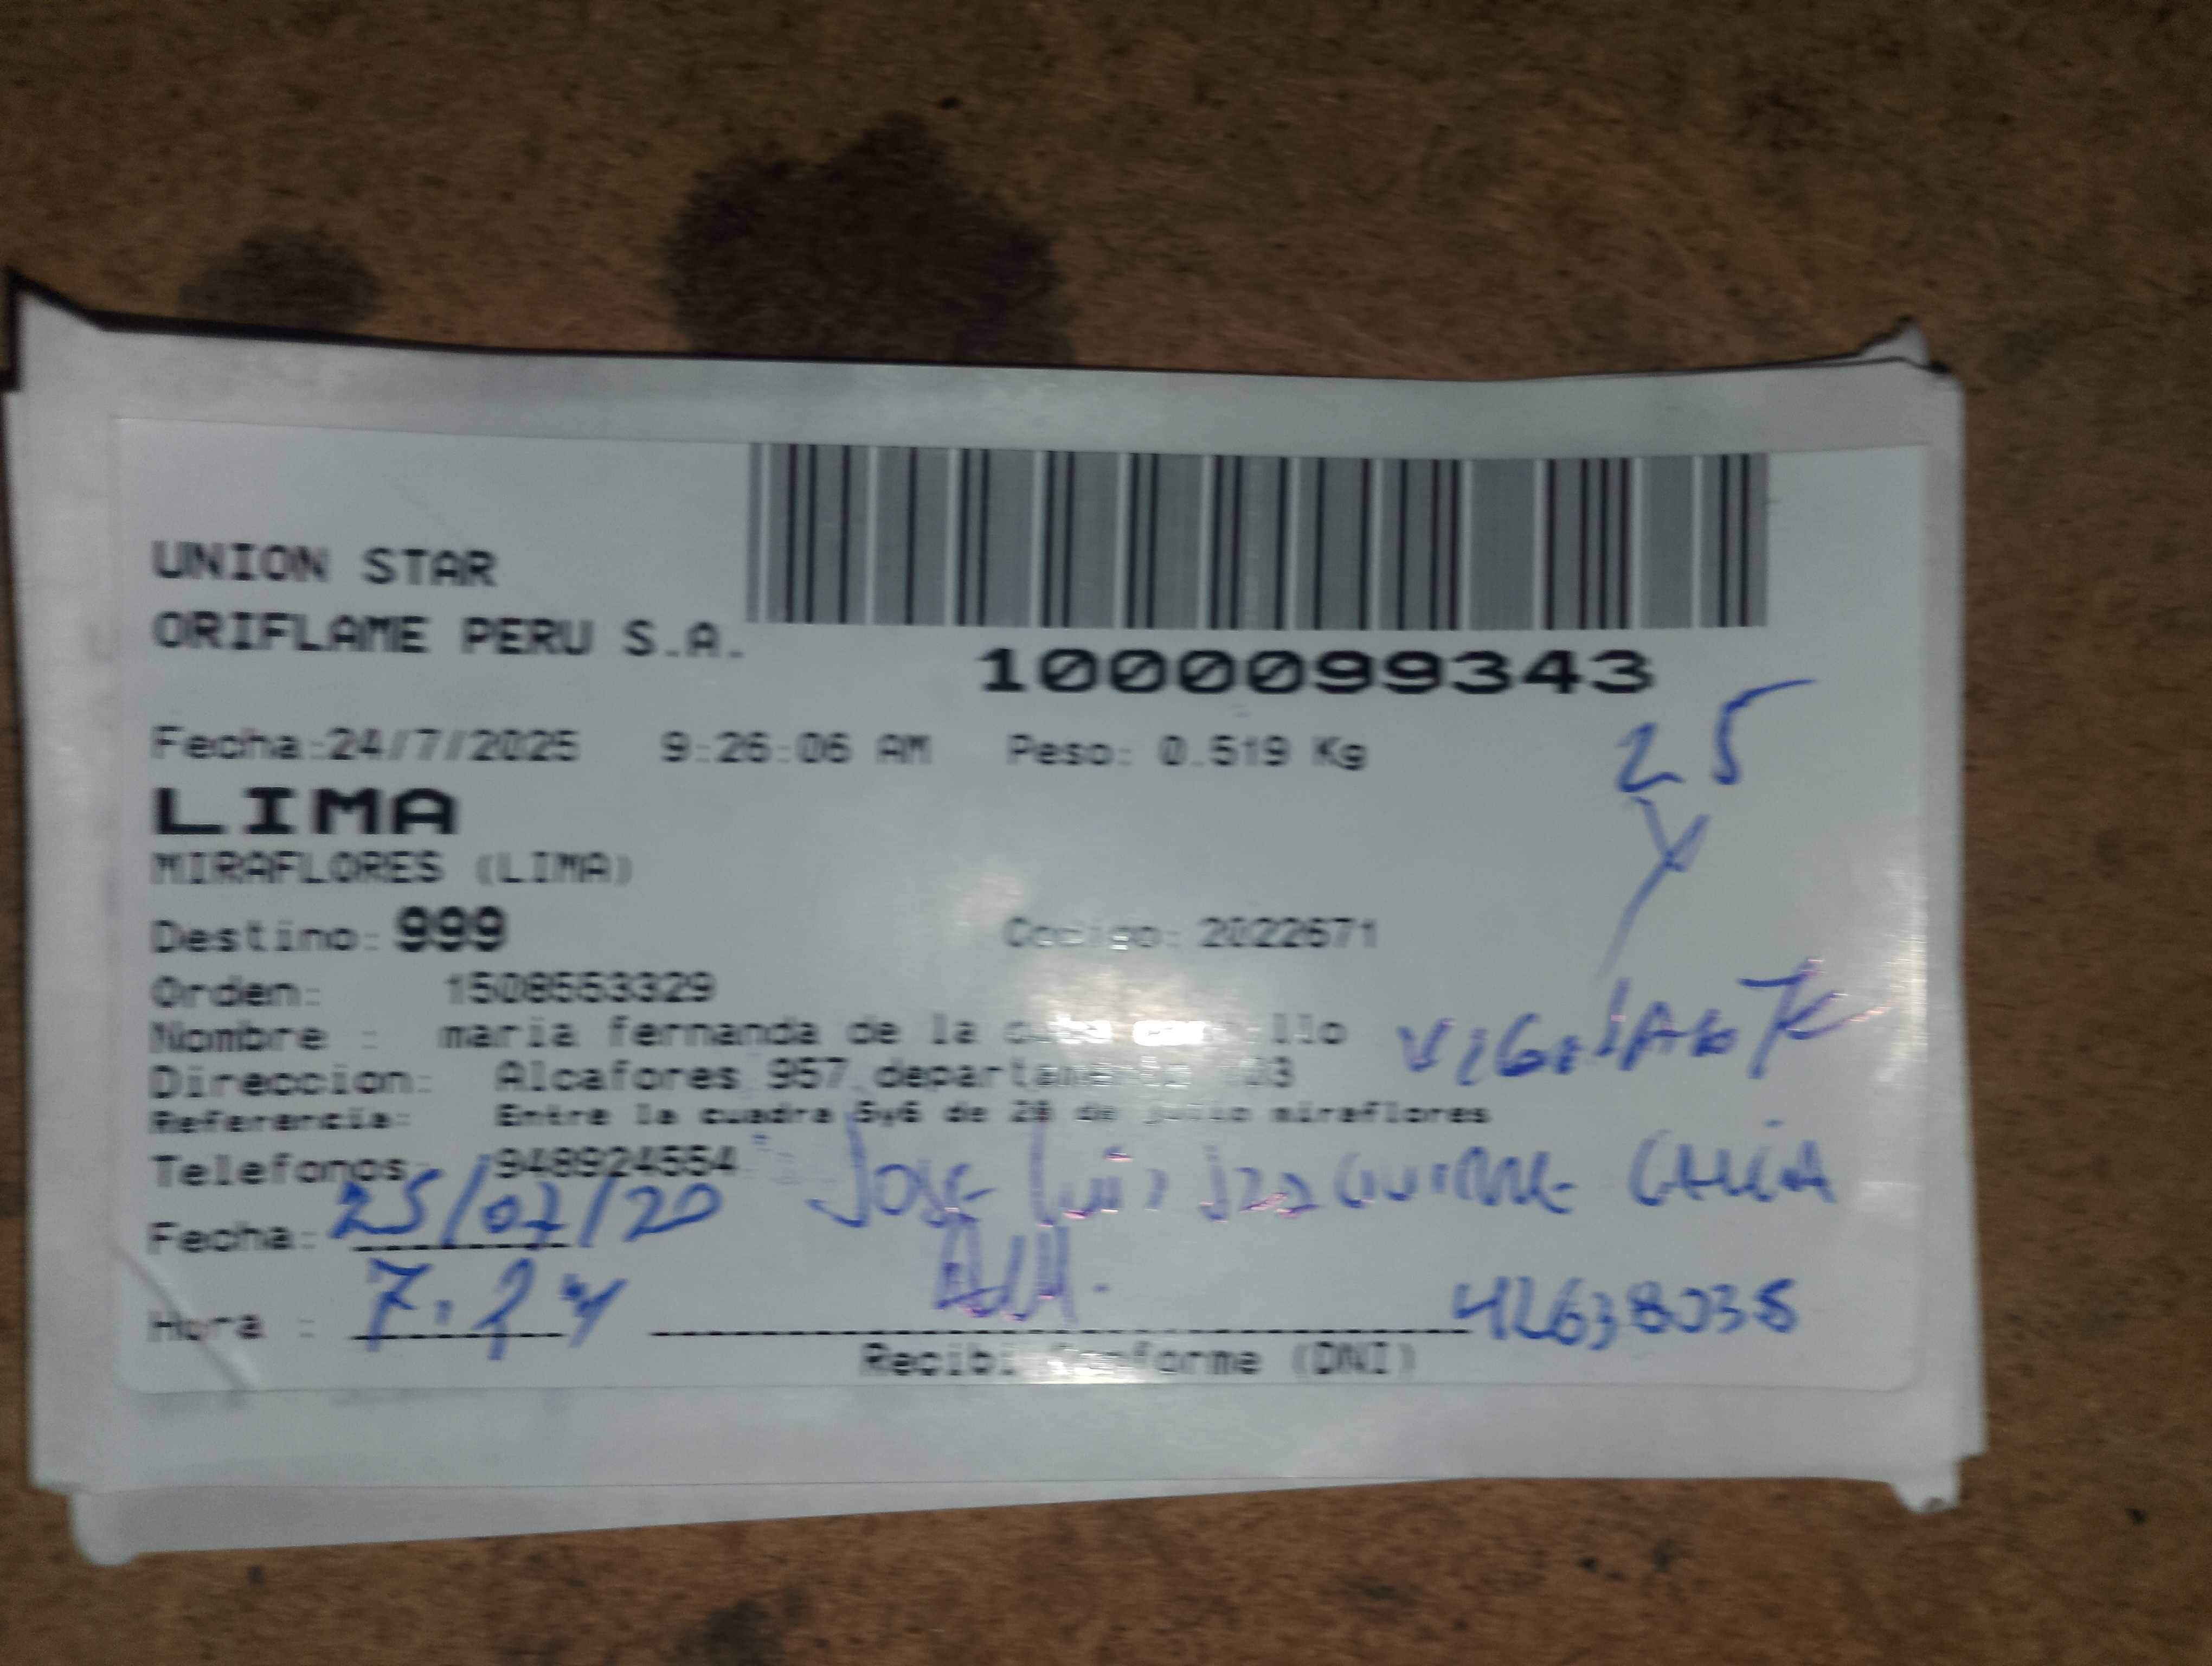 UNION STAR
ORIFLAME PERU S.A.
1000099343
Fecha:24/7/2025 9:26:06 AM Peso: 0.519 Kg
25
LIMA
MIRAFLORES (LIMA)
Destino: 999 Codigo: 2022671
Orden: 1508553329
Nombre : maria fernanda de la
Direccion: Alcafores 957 departamento
Referencia: Entre la cuadra 5y6 de 28 de julio miraflores
Telefonos: 948924554
Jose Luis
Fecha: 25/07/20
Hora : 7.24
Recibi Conforme (DNI)